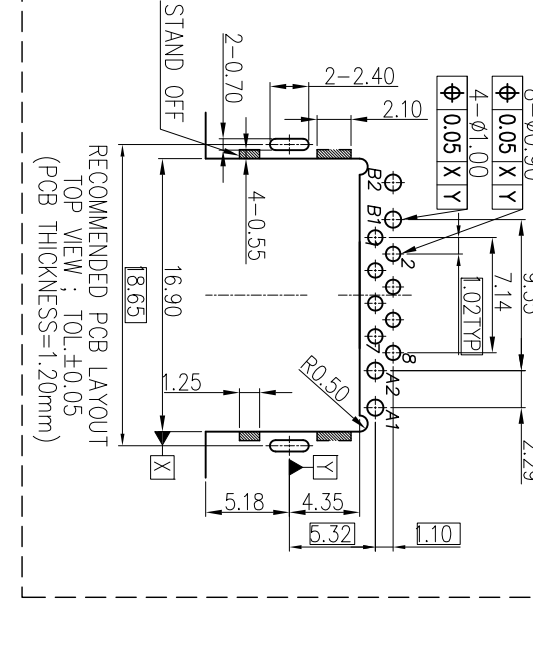 STAND OFF
2-0.70
2-2.40
2.10
4-ø1.00
⌖ 0.05 X Y
⌖ 0.05 X Y
B2
B1
1
2
7
8
A2
A1
4-0.55
1.02TYP
7.14
RECOMMENDED PCB LAYOUT
TOP VIEW ; TOL.±0.05
(PCB THICKNESS=1.20mm)
18.65
16.90
1.25
R0.50
X
Y
5.18
4.35
5.32
1.10